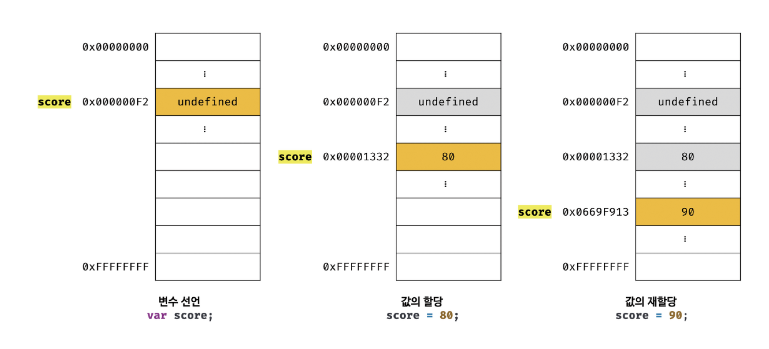 0x00000000
⋮
score 0x000000F2 undefined
⋮
0xFFFFFFFF
변수 선언
var score;
0x00000000
⋮
0x000000F2 undefined
⋮
score 0x00001332 80
⋮
0xFFFFFFFF
값의 할당
score = 80;
0x00000000
⋮
0x000000F2 undefined
⋮
0x00001332 80
⋮
score 0x0669F913 90
⋮
0xFFFFFFFF
값의 재할당
score = 90;